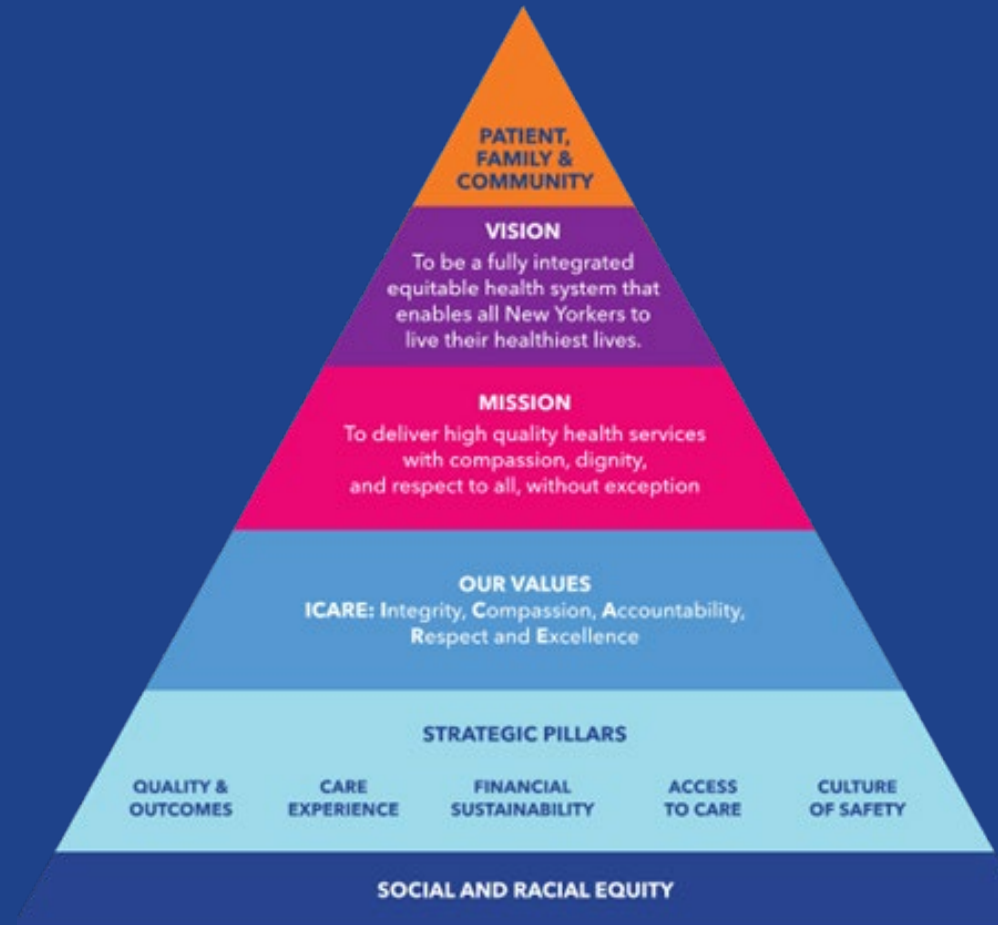 PATIENT,
FAMILY &
COMMUNITY
VISION
To be a fully integrated
equitable health system that
enables all New Yorkers to
live their healthiest lives.
MISSION
To deliver high quality health services
with compassion, dignity,
and respect to all, without exception
OUR VALUES
ICARE: Integrity, Compassion, Accountability,
Respect and Excellence
STRATEGIC PILLARS
QUALITY &
OUTCOMES
CARE
EXPERIENCE
FINANCIAL
SUSTAINABILITY
ACCESS
TO CARE
CULTURE
OF SAFETY
SOCIAL AND RACIAL EQUITY